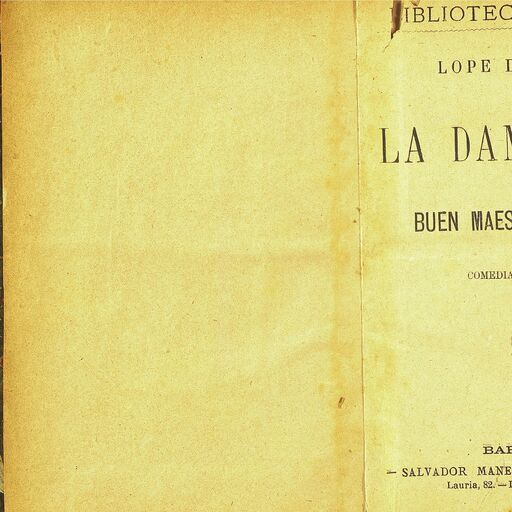 BIBLIOTEC
LOPE D
LA DAM
BUEN MAES
COMEDIA
BAR
— SALVADOR MANE
Lauria, 82. —